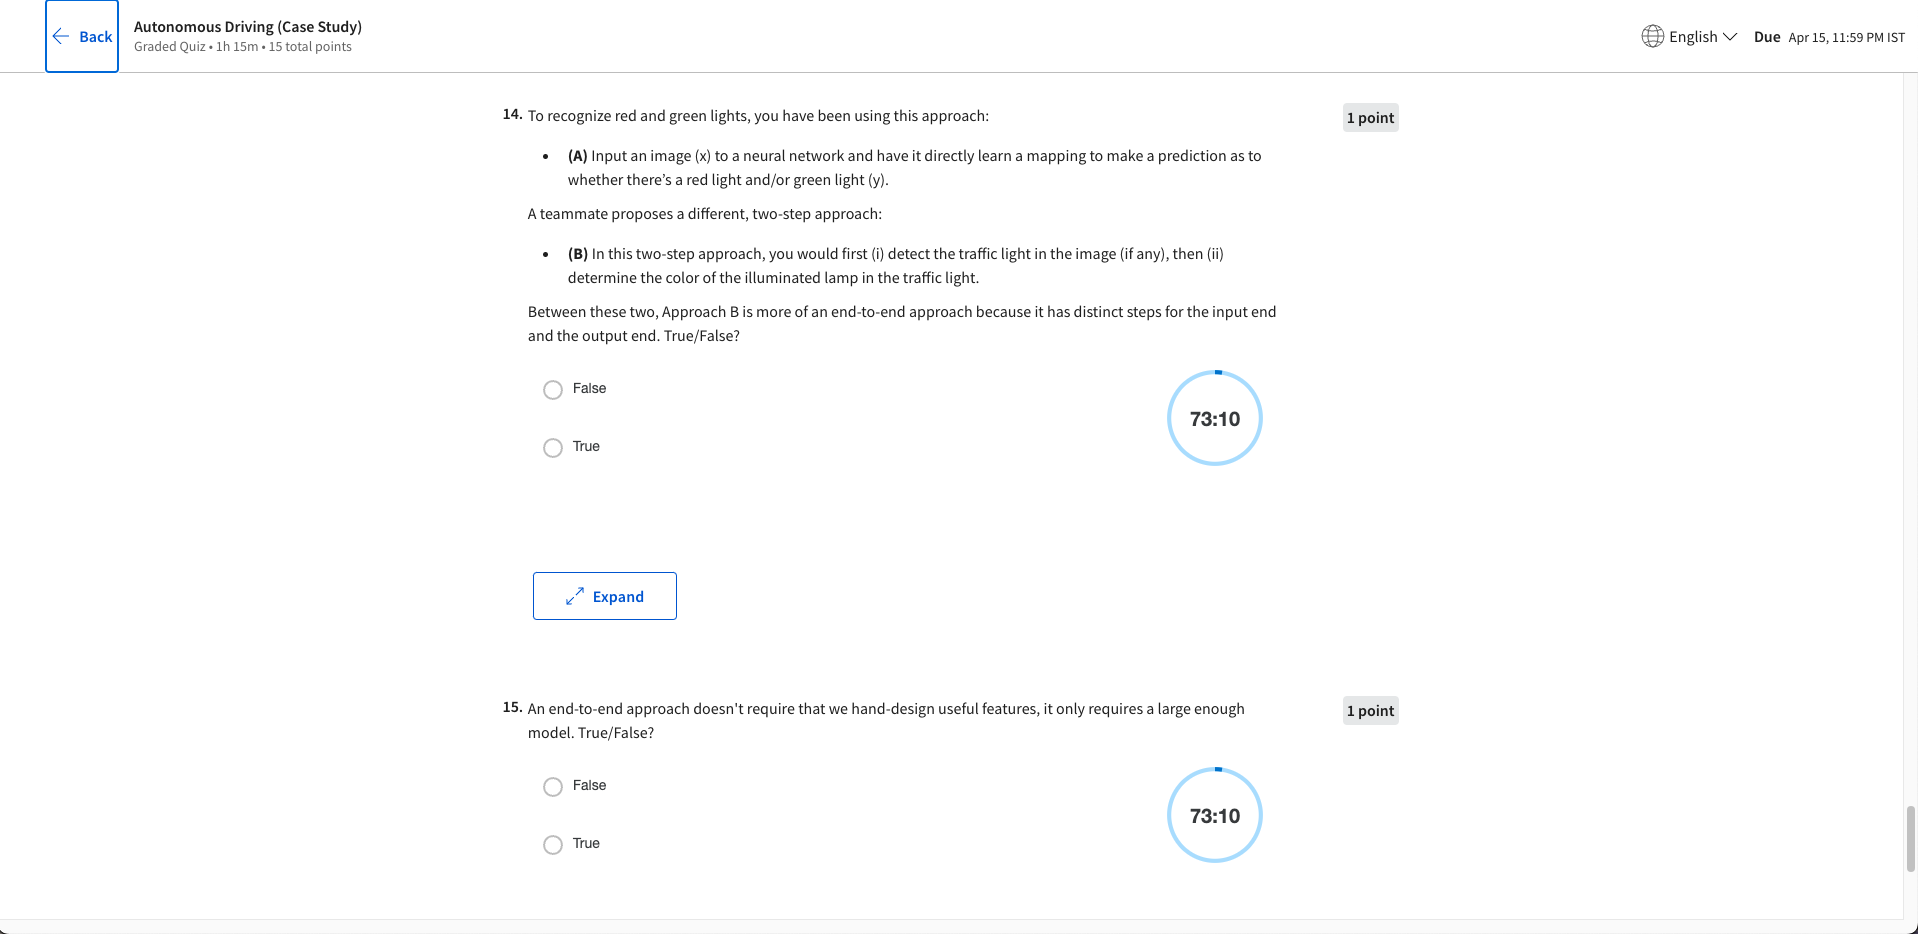 Back
Autonomous Driving (Case Study)
Graded Quiz • 1h 15m • 15 total points
English
Due Apr 15, 11:59 PM IST
14. To recognize red and green lights, you have been using this approach:
1 point
• (A) Input an image (x) to a neural network and have it directly learn a mapping to make a prediction as to
whether there’s a red light and/or green light (y).
A teammate proposes a different, two-step approach:
• (B) In this two-step approach, you would first (i) detect the traffic light in the image (if any), then (ii)
determine the color of the illuminated lamp in the traffic light.
Between these two, Approach B is more of an end-to-end approach because it has distinct steps for the input end
and the output end. True/False?
False
73:10
True
Expand
15. An end-to-end approach doesn't require that we hand-design useful features, it only requires a large enough
1 point
model. True/False?
False
73:10
True